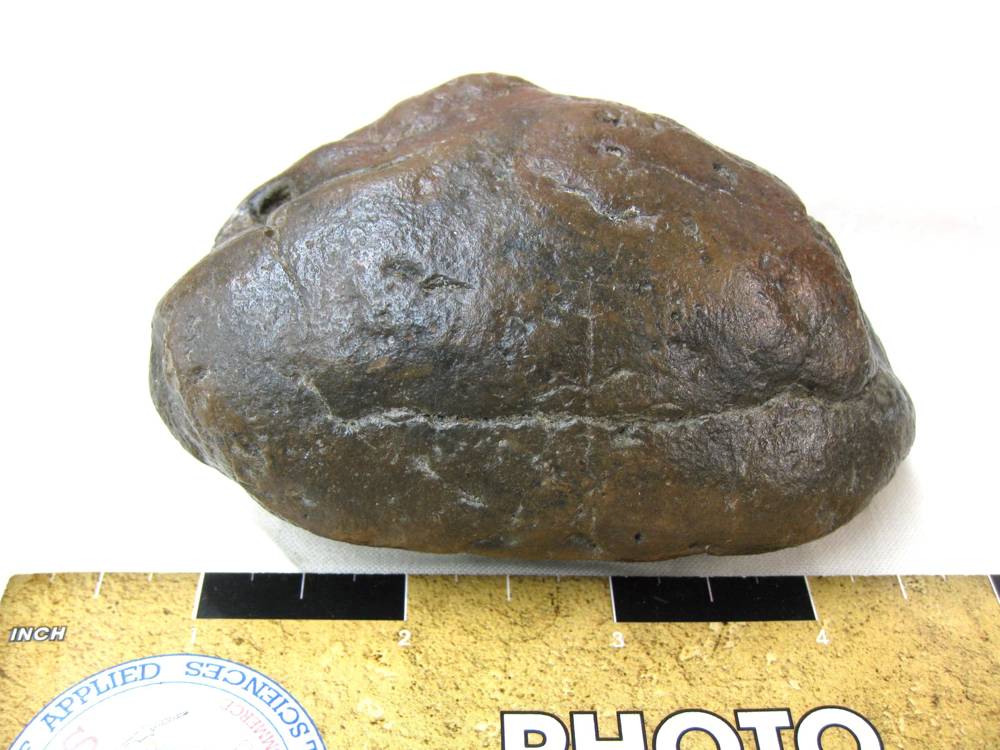 INCH
1 2 3 4
APPLIED SCIENCES
PHOTO